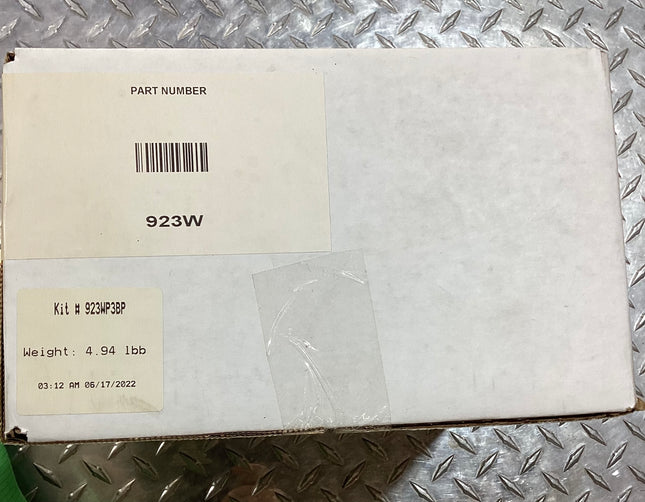 PART NUMBER
923W
Kit # 923WP3BP
Weight: 4.94 lbb
03:12 AM 06/17/2022